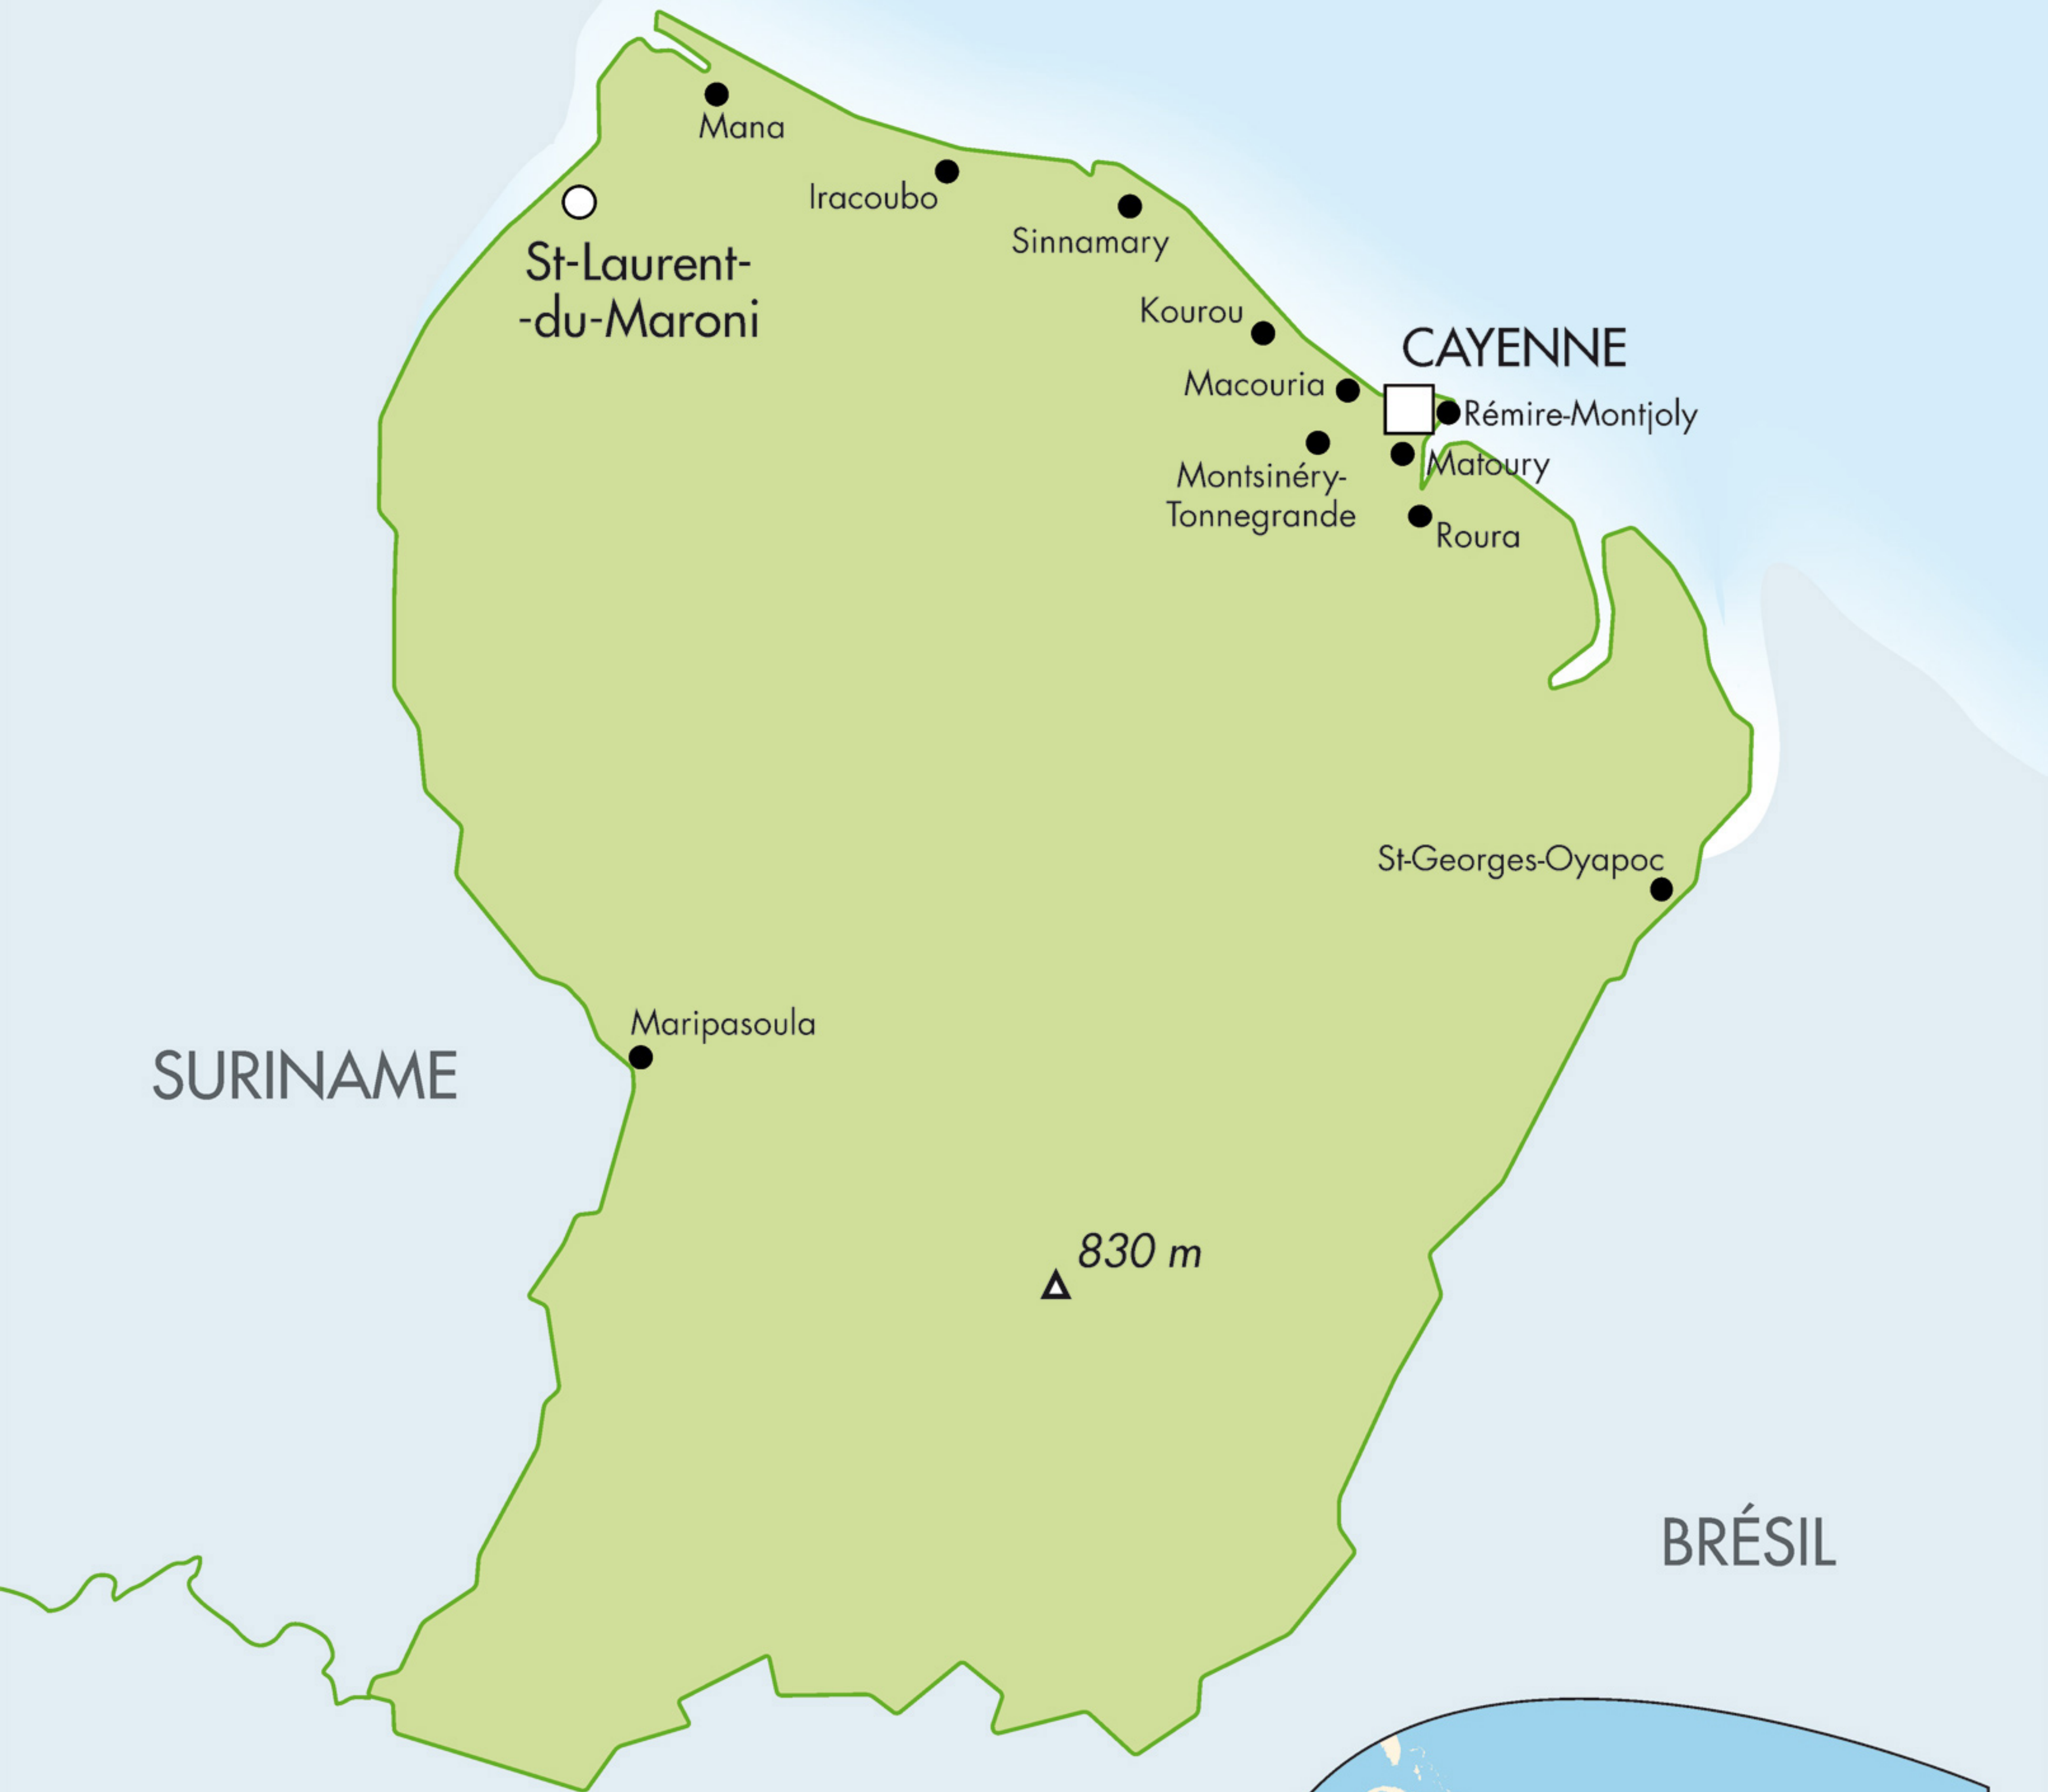 Mana
Iracoubo
St-Laurent-
-du-Maroni
Sinnamary
Kourou
CAYENNE
Macouria
Rémire-Montjoly
Matoury
Montsinéry-
Tonnegrande
Roura
St-Georges-Oyapoc
Maripasoula
SURINAME
830 m
BRÉSIL